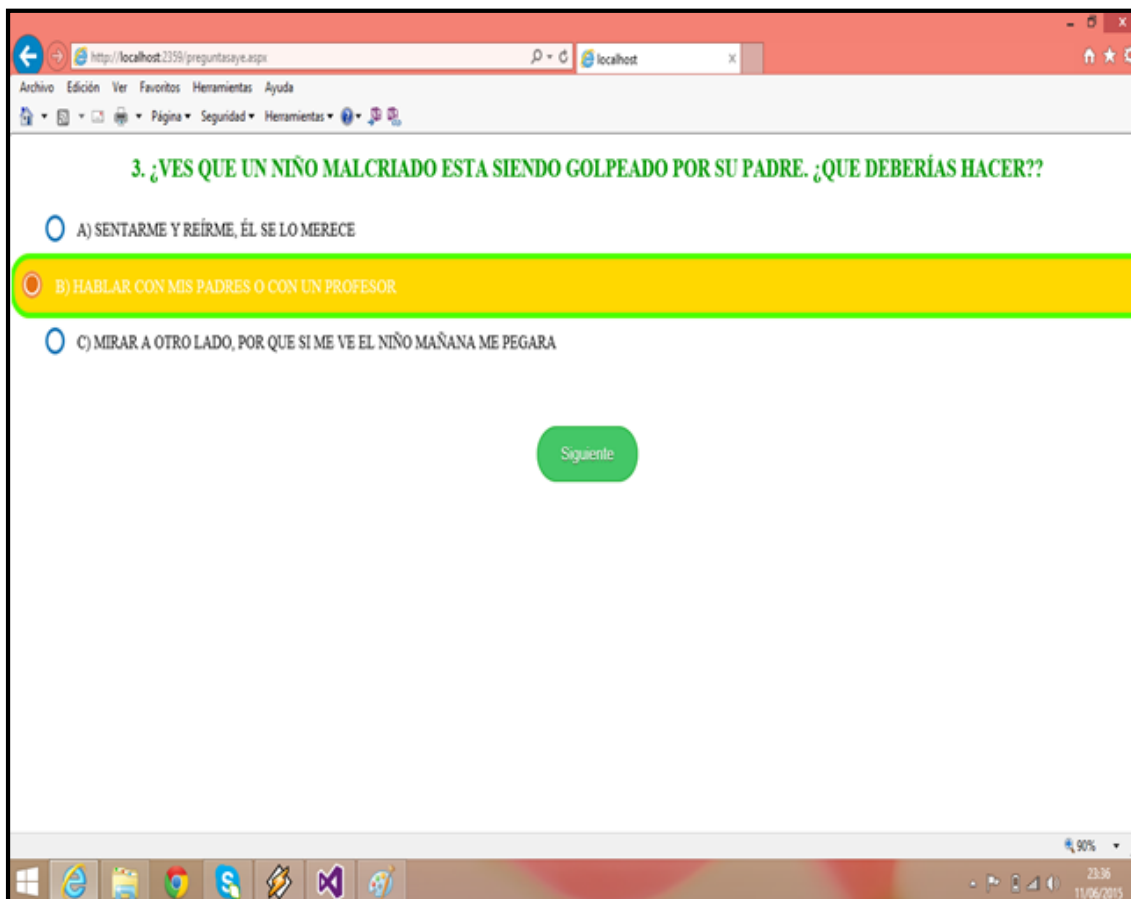 http://localhost:2359/preguntasaye.aspx
localhost
Archivo Edición Ver Favoritos Herramientas Ayuda
Página Seguridad Herramientas
3. ¿VES QUE UN NIÑO MALCRIADO ESTA SIENDO GOLPEADO POR SU PADRE. ¿QUE DEBERÍAS HACER??
A) SENTARME Y REÍRME, ÉL SE LO MERECE
B) HABLAR CON MIS PADRES O CON UN PROFESOR
C) MIRAR A OTRO LADO, POR QUE SI ME VE EL NIÑO MAÑANA ME PEGARA
Siguiente
90%
23:36
11/06/2015